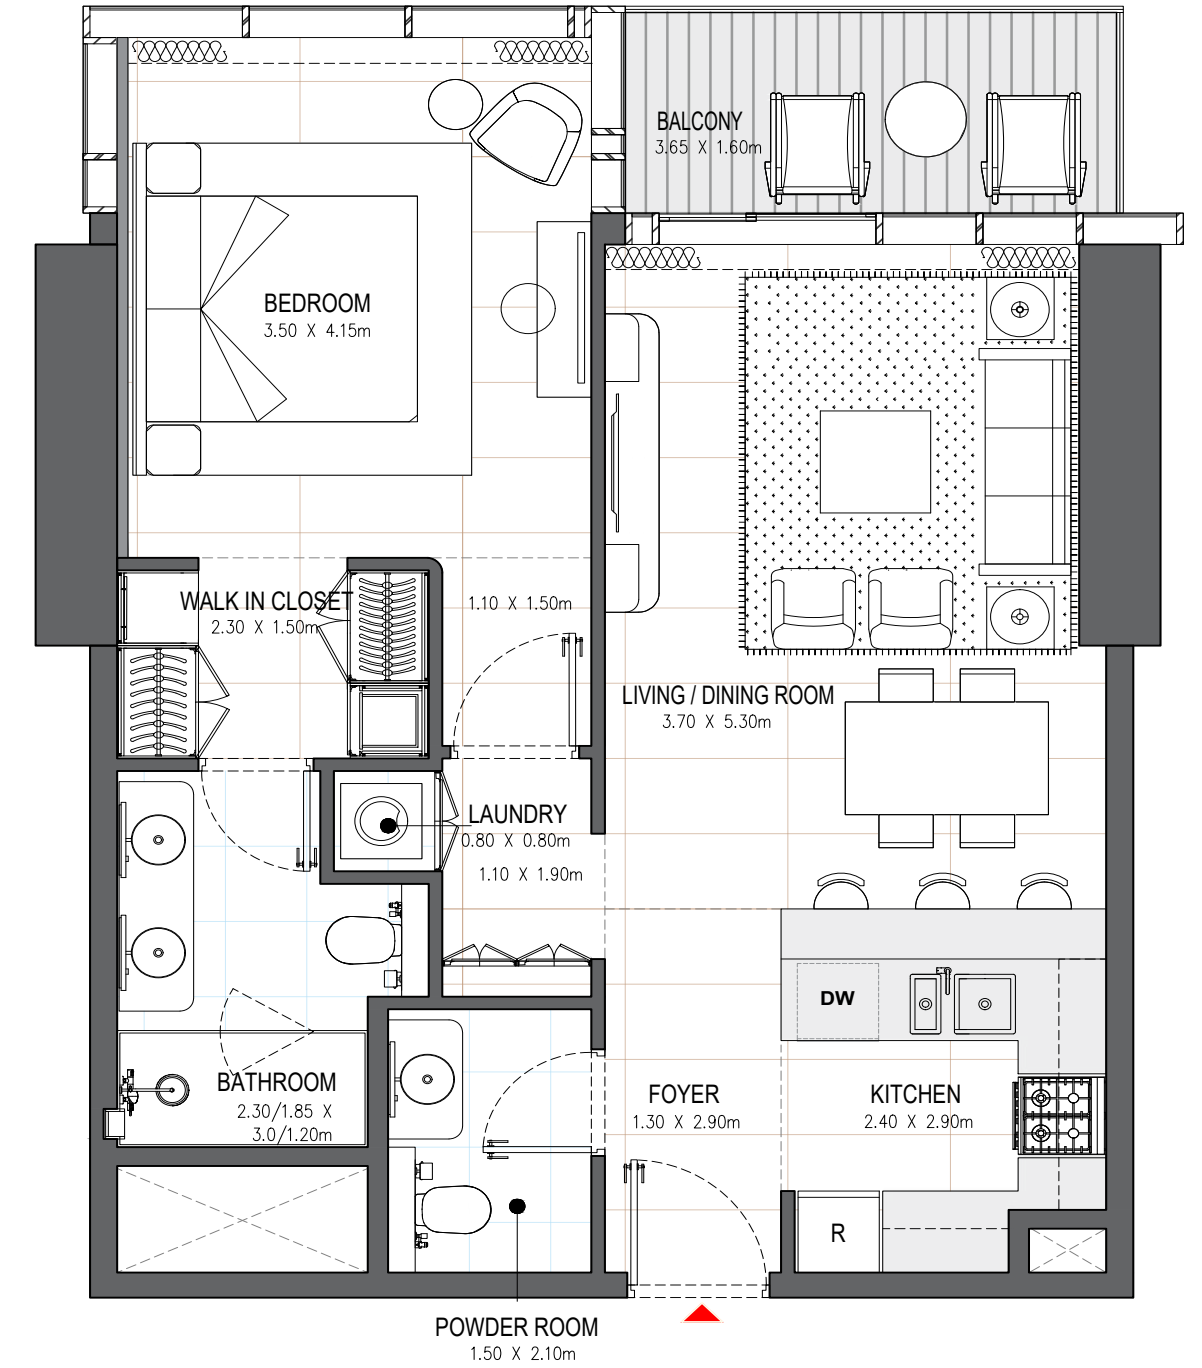 BALCONY
3.65 X 1.60m
BEDROOM
3.50 X 4.15m
WALK IN CLOSET
2.30 X 1.50m
1.10 X 1.50m
LIVING / DINING ROOM
3.70 X 5.30m
LAUNDRY
0.80 X 0.80m
1.10 X 1.90m
DW
BATHROOM
2.30/1.85 X
3.0/1.20m
FOYER
1.30 X 2.90m
KITCHEN
2.40 X 2.90m
R
POWDER ROOM
1.50 X 2.10m